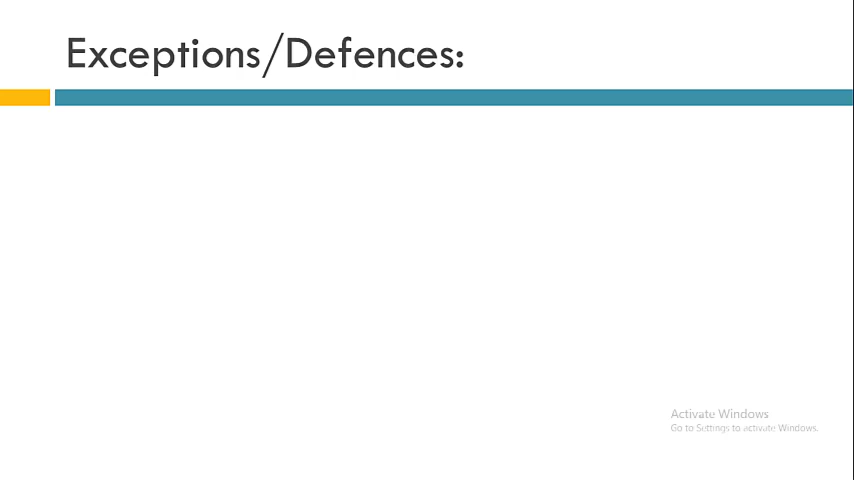 Exceptions/Defences:
Activate Windows
Go to Settings to activate Windows.